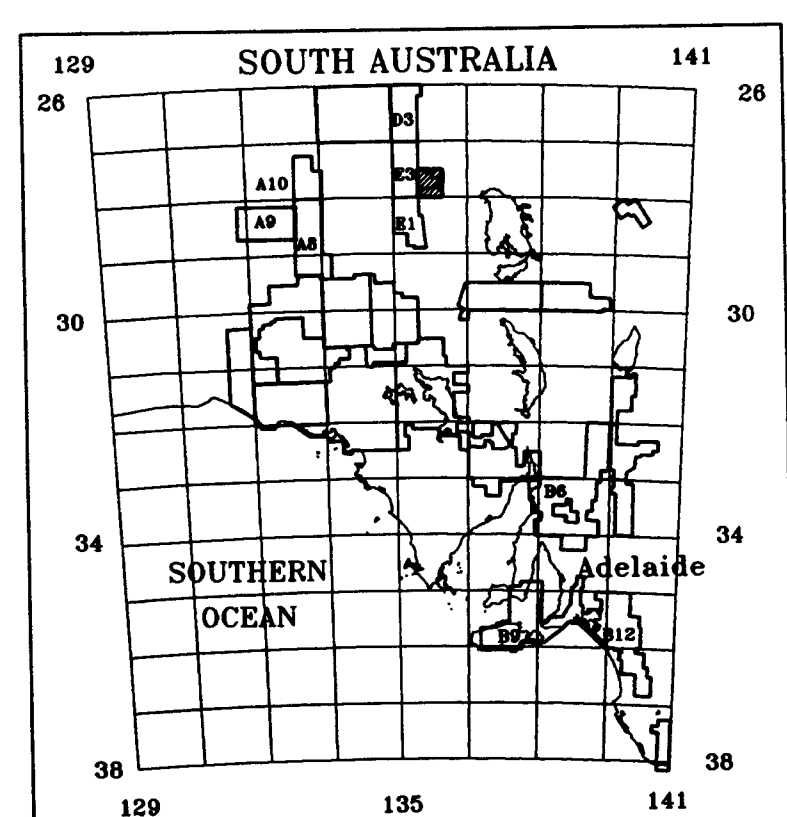 129 SOUTH AUSTRALIA 141
26 26
D3
E3
A10
A9
E1
A8
30 30
B6
34 34
SOUTHERN Adelaide
OCEAN
B9 B12
38 38
129 135 141